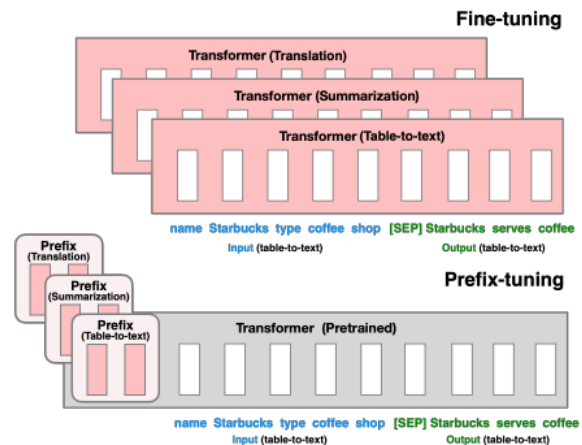 Fine-tuning
Transformer (Translation)
Transformer (Summarization)
Transformer (Table-to-text)
name Starbucks type coffee shop [SEP] Starbucks serves coffee
Input (table-to-text) Output (table-to-text)
Prefix-tuning
Prefix
(Translation)
Prefix
(Summarization)
Prefix
(Table-to-text)
Transformer (Pretrained)
name Starbucks type coffee shop [SEP] Starbucks serves coffee
Input (table-to-text) Output (table-to-text)